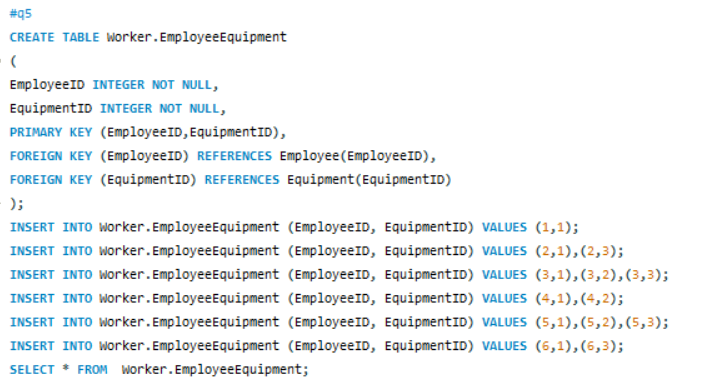 #q5
CREATE TABLE Worker.EmployeeEquipment
(
EmployeeID INTEGER NOT NULL,
EquipmentID INTEGER NOT NULL,
PRIMARY KEY (EmployeeID,EquipmentID),
FOREIGN KEY (EmployeeID) REFERENCES Employee(EmployeeID),
FOREIGN KEY (EquipmentID) REFERENCES Equipment(EquipmentID)
);
INSERT INTO Worker.EmployeeEquipment (EmployeeID, EquipmentID) VALUES (1,1);
INSERT INTO Worker.EmployeeEquipment (EmployeeID, EquipmentID) VALUES (2,1),(2,3);
INSERT INTO Worker.EmployeeEquipment (EmployeeID, EquipmentID) VALUES (3,1),(3,2),(3,3);
INSERT INTO Worker.EmployeeEquipment (EmployeeID, EquipmentID) VALUES (4,1),(4,2);
INSERT INTO Worker.EmployeeEquipment (EmployeeID, EquipmentID) VALUES (5,1),(5,2),(5,3);
INSERT INTO Worker.EmployeeEquipment (EmployeeID, EquipmentID) VALUES (6,1),(6,3);
SELECT * FROM  Worker.EmployeeEquipment;